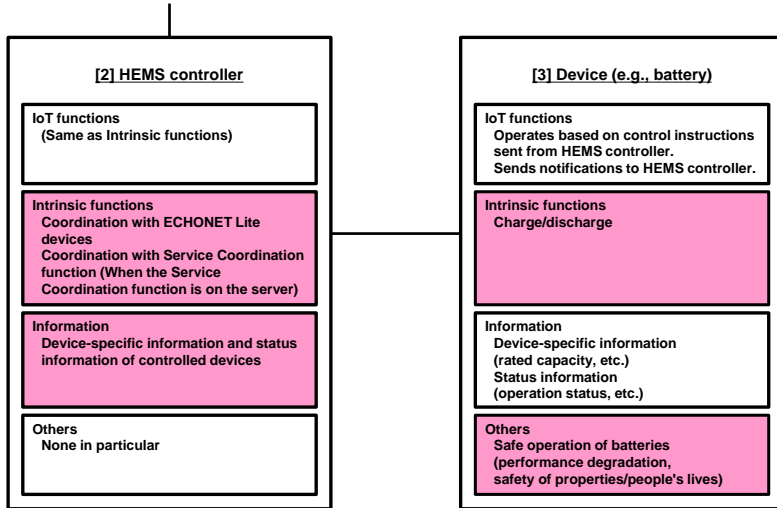 [2] HEMS controller
IoT functions
(Same as Intrinsic functions)
Intrinsic functions
Coordination with ECHONET Lite
devices
Coordination with Service Coordination
function (When the Service
Coordination function is on the server)
Information
Device-specific information and status
information of controlled devices
Others
None in particular
[3] Device (e.g., battery)
IoT functions
Operates based on control instructions
sent from HEMS controller.
Sends notifications to HEMS controller.
Intrinsic functions
Charge/discharge
Information
Device-specific information
(rated capacity, etc.)
Status information
(operation status, etc.)
Others
Safe operation of batteries
(performance degradation,
safety of properties/people's lives)